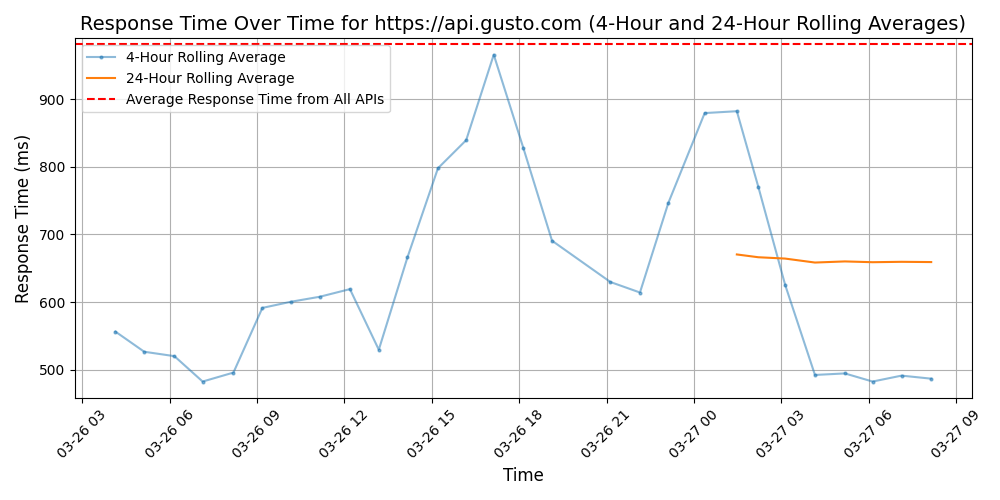 Response Time Over Time for https://api.gusto.com (4-Hour and 24-Hour Rolling Averages)
4-Hour Rolling Average
24-Hour Rolling Average
Average Response Time from All APIs
Response Time (ms)
900
800
700
600
500
03-26 03
03-26 06
03-26 09
03-26 12
03-26 15
03-26 18
03-26 21
03-27 00
03-27 03
03-27 06
03-27 09
Time